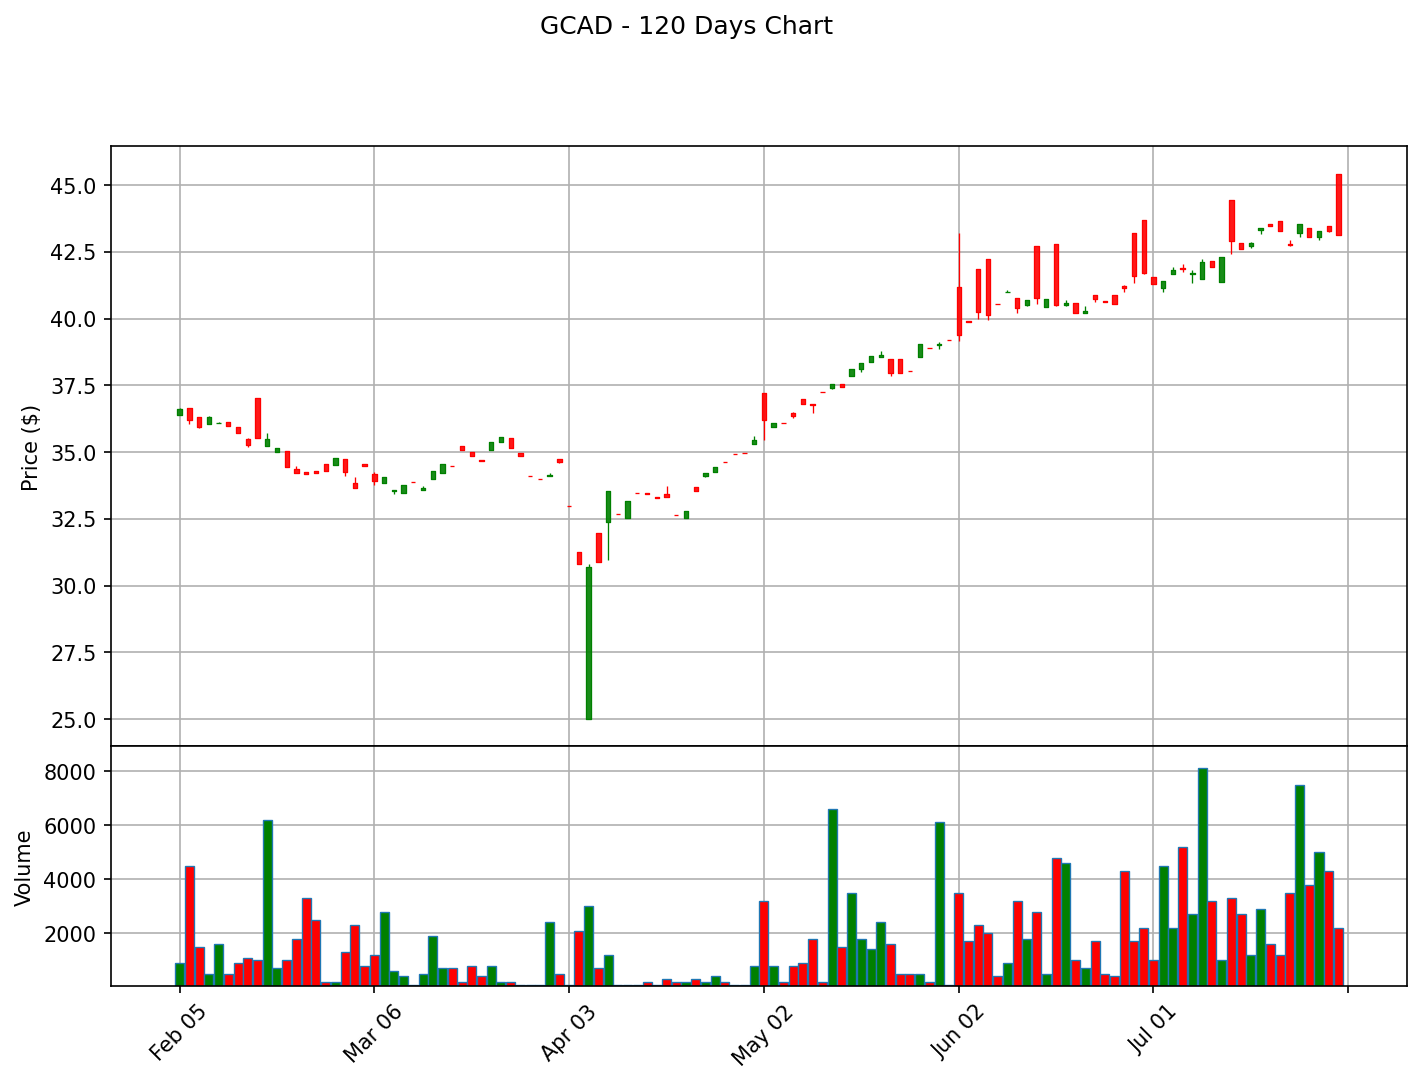 GCAD - 120 Days Chart
45.0
42.5
40.0
37.5
35.0
32.5
30.0
27.5
25.0
Price ($)
8000
6000
4000
2000
Volume
Feb 05
Mar 06
Apr 03
May 02
Jun 02
Jul 01